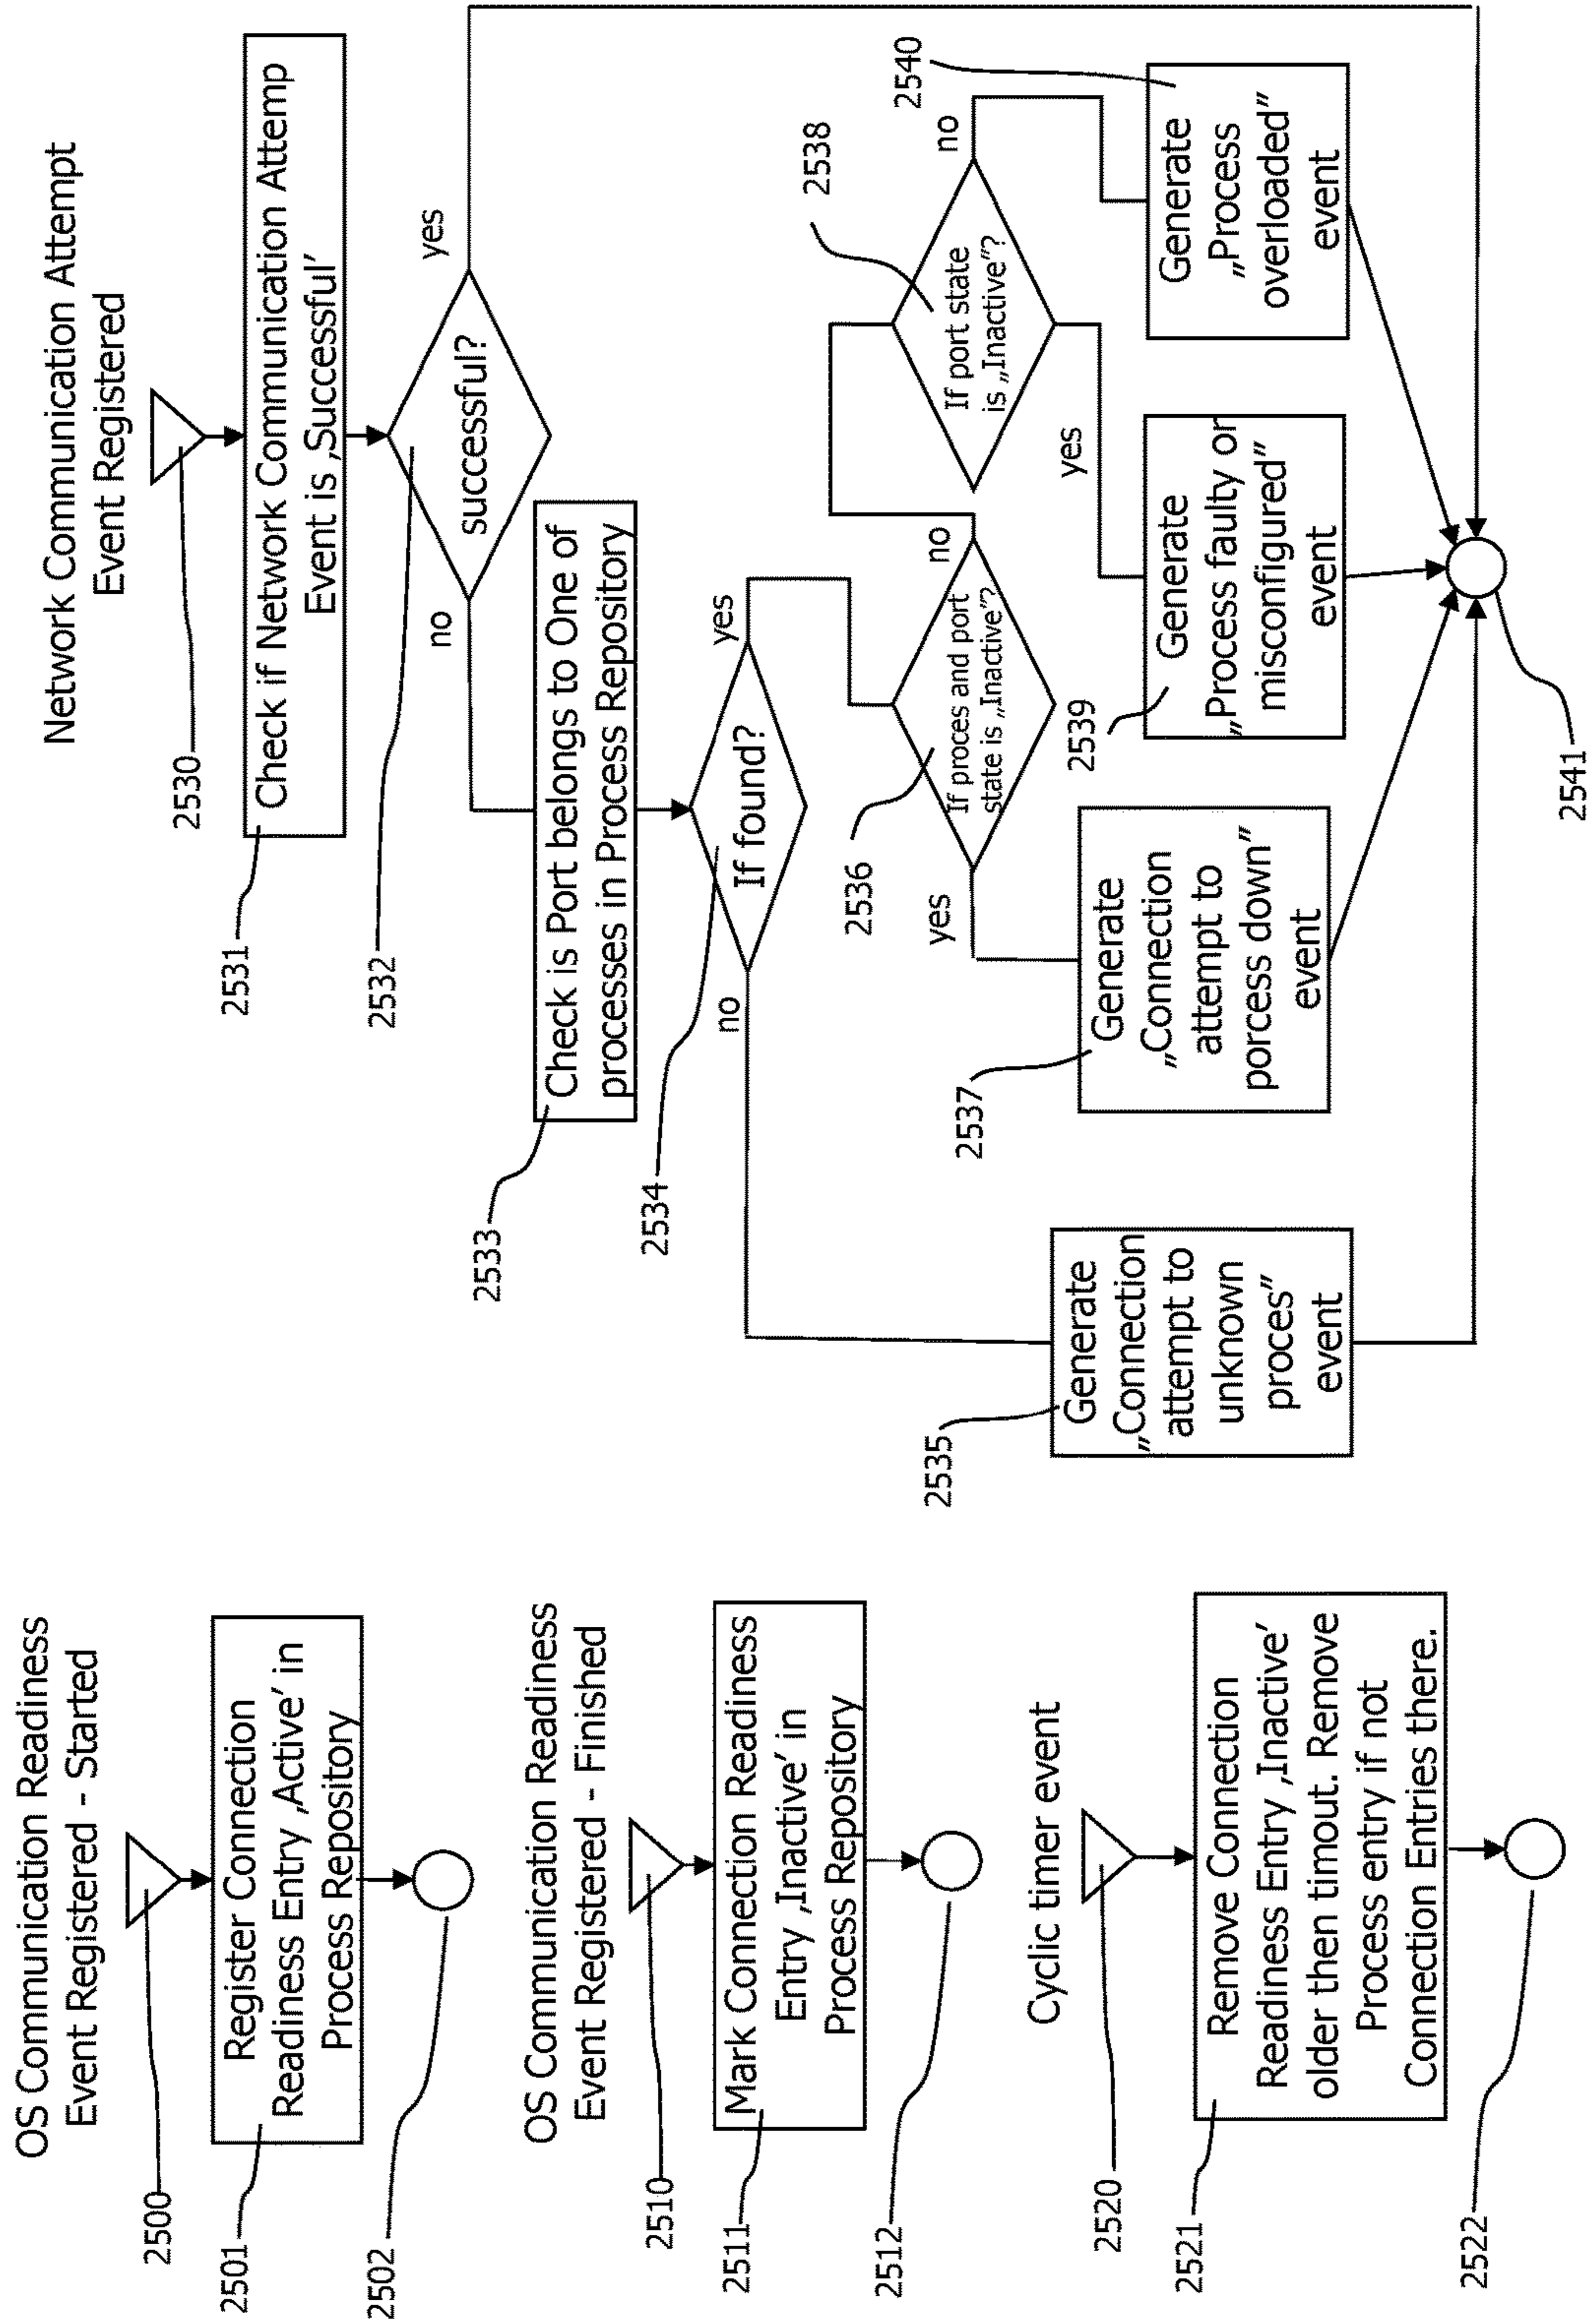 OS Communication Readiness
Event Registered - Started
2500
Register Connection
Readiness Entry ‚Active’ in
Process Repository
2501
2502
OS Communication Readiness
Event Registered - Finished
2510
Mark Connection Readiness
Entry ‚Inactive’ in
Process Repository
2511
2512
Cyclic timer event
2520
Remove Connection
Readiness Entry ‚Inactive’
older then timout. Remove
Process entry if not
Connection Entries there.
2521
2522
Network Communication Attempt
Event Registered
2530
Check if Network Communication Attemp
Event is ‚Successful’
2531
successful?
2532
yes
no
Check is Port belongs to One of
processes in Process Repository
2533
If found?
2534
yes
no
If proces and port
state is „Inactive”?
2536
no
yes
If port state
is „Inactive”?
2538
no
yes
Generate
„Connection
attempt to
unknown
proces”
event
2535
Generate
„Connection
attempt to
porcess down”
event
2537
Generate
„Process faulty or
misconfigured”
event
2539
Generate
„Process
overloaded”
event
2540
2541